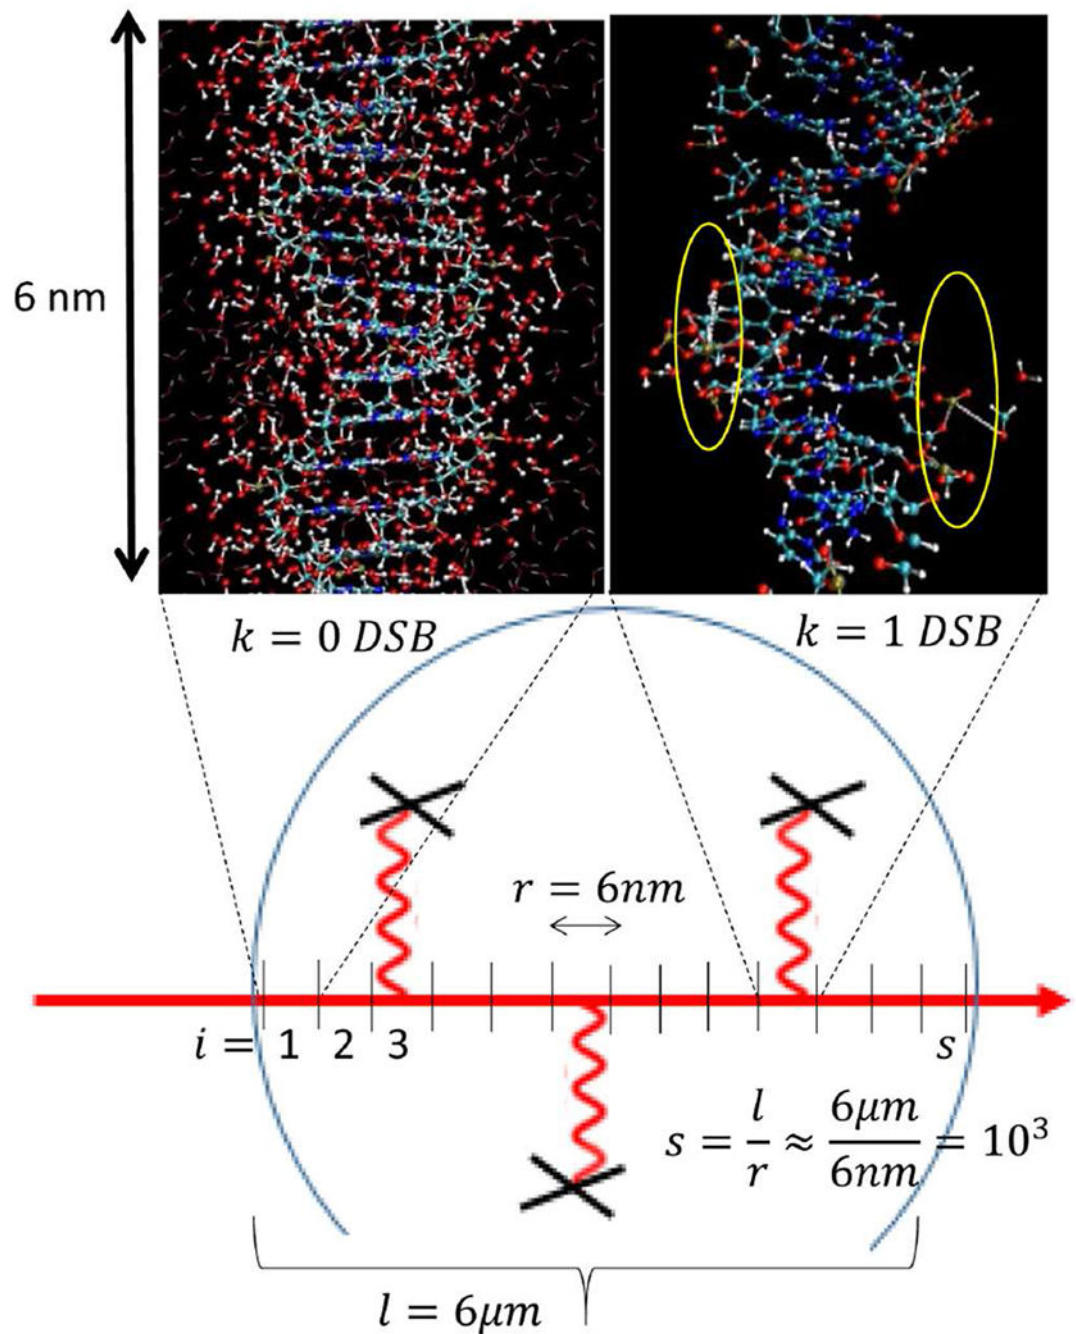 6 nm
k = 0 DSB
k = 1 DSB
r = 6nm
i = 1 2 3 s
s = l/r ≈ 6μm/6nm = 10³
l = 6μm